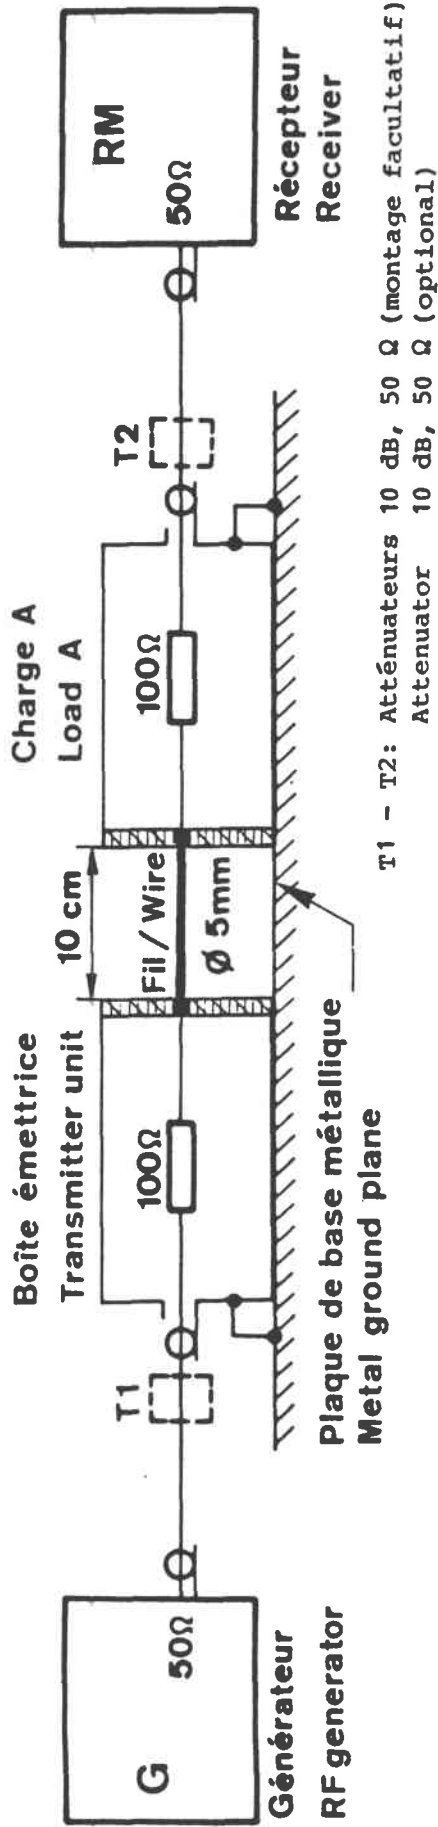 Boîte émettrice
Transmitter unit
Charge A
Load A
10 cm
T1
T2
100Ω
Fil / Wire
100Ω
G
50Ω
Ø 5mm
50Ω
RM
Générateur
RF generator
Plaque de base métallique
Metal ground plane
Récepteur
Receiver
T1 - T2: Atténuateurs 10 dB, 50 Ω (montage facultatif)
Attenuator 10 dB, 50 Ω (optional)